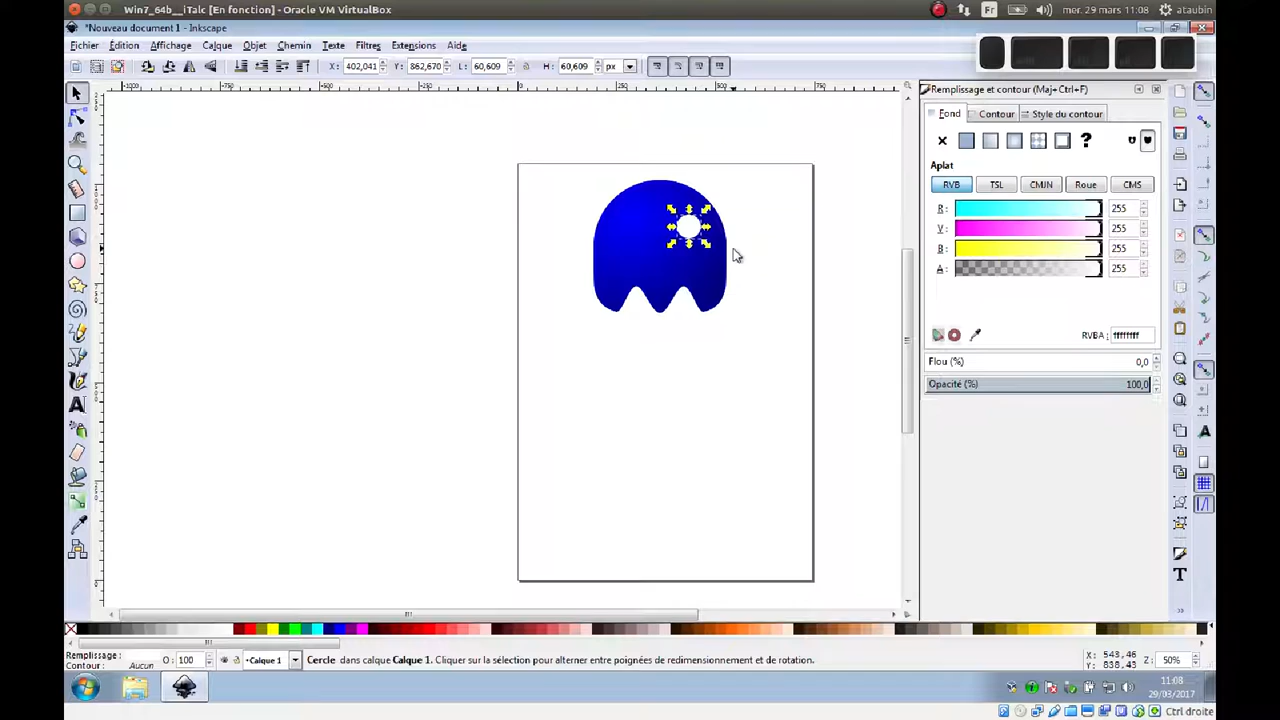 Win7_64b__iTalc [En fonction] - Oracle VM VirtualBox
Fr
mer. 29 mars 11:08
ataubin
*Nouveau document 1 - Inkscape
Fichier Édition Affichage Calque Objet Chemin Texte Filtres Extensions Aide
X: 402,041 Y: 862,670 L: 60,609 H: 60,609 px
Remplissage et contour (Maj+Ctrl+F)
Fond Contour Style du contour
?
Aplat
RVB TSL CMJN Roue CMS
R: 255
V: 255
B: 255
A: 255
RVBA : ffffffff
Flou (%) 0,0
Opacité (%) 100,0
Remplissage :
Contour : Aucun
O: 100
•Calque 1
Cercle dans calque Calque 1. Cliquer sur la sélection pour alterner entre poignées de redimensionnement et de rotation.
X: 543,46
Y: 838,43
Z: 50%
11:08
29/03/2017
Ctrl droite